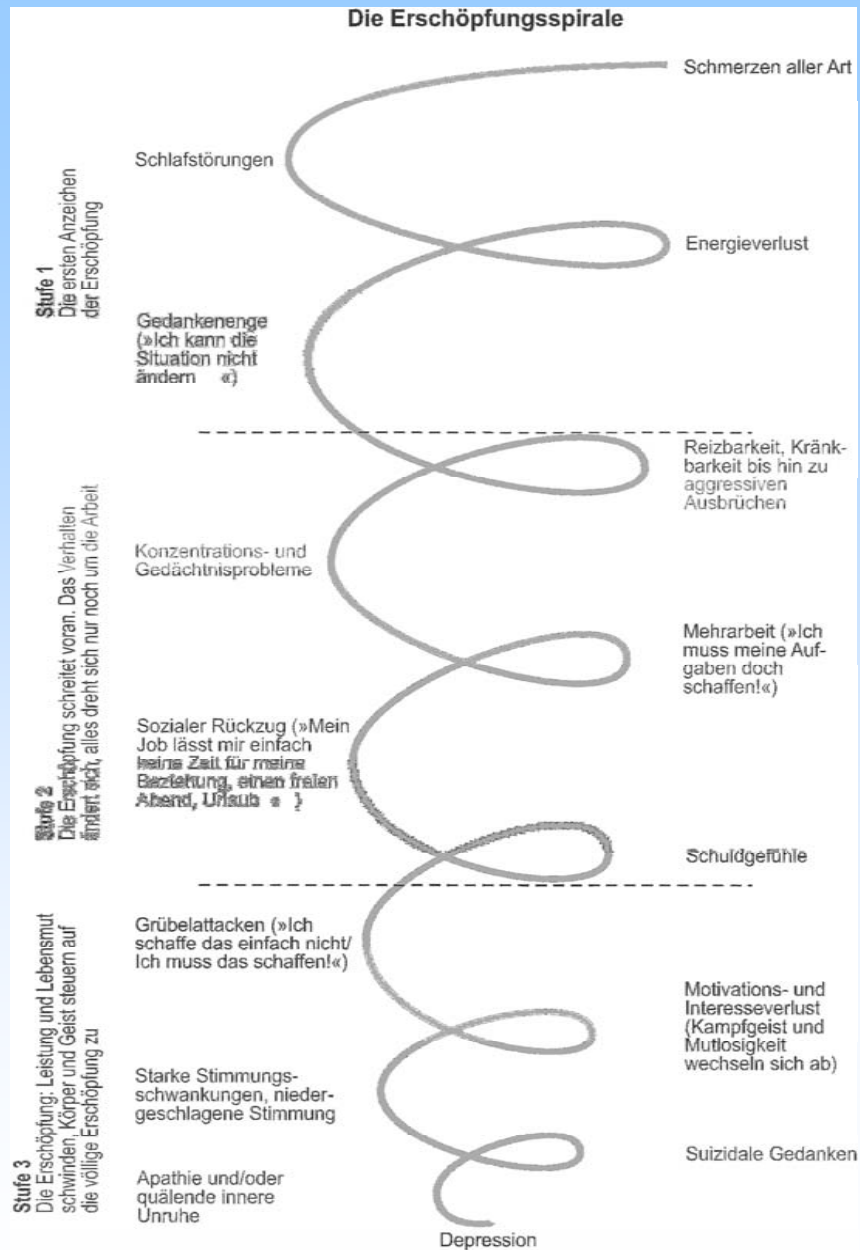 Die Erschöpfungsspirale
Schmerzen aller Art
Schlafstörungen
Energieverlust
Stufe 1
Die ersten Anzeichen
der Erschöpfung
Gedankenenge
(»Ich kann die
Situation nicht
ändern «)
Reizbarkeit, Kränk-
barkeit bis hin zu
aggressiven
Ausbrüchen
Konzentrations- und
Gedächtnisprobleme
Stufe 2
Die Erschöpfung schreitet voran. Das Verhalten
ändert sich, alles dreht sich nur noch um die Arbeit
Mehrarbeit (»Ich
muss meine Auf-
gaben doch
schaffen!«)
Sozialer Rückzug (»Mein
Job lässt mir einfach
keine Zeit für meine
Beziehung, einen freien
Abend, Urlaub « )
Schuldgefühle
Grübelattacken (»Ich
schaffe das einfach nicht/
Ich muss das schaffen!«)
Motivations- und
Interesseverlust
(Kampfgeist und
Mutlosigkeit
wechseln sich ab)
Stufe 3
Die Erschöpfung: Leistung und Lebensmut
schwinden, Körper und Geist steuern auf
die völlige Erschöpfung zu
Starke Stimmungs-
schwankungen, nieder-
geschlagene Stimmung
Suizidale Gedanken
Apathie und/oder
quälende innere
Unruhe
Depression